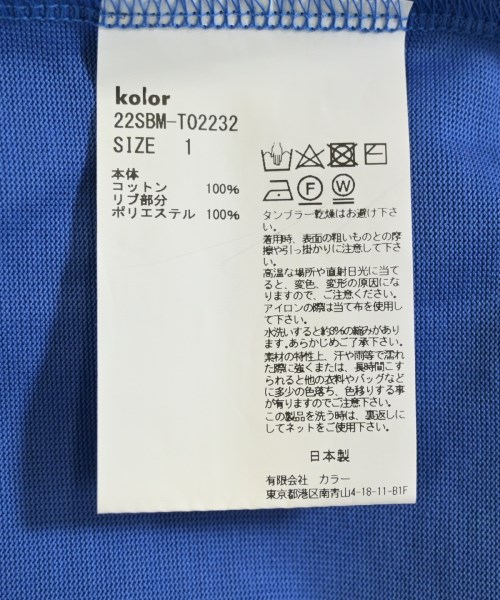 kolor
22SBM-T02232
SIZE 1
本体
コットン 100%
リブ部分
ポリエステル 100%
タンブラー乾燥はお避け下さ
い。
着用時、表面の粗いものとの摩
擦や引っ掛かりに注意して下さ
い。
高温な場所や直射日光に当て
ると、変色、変形の原因にな
りますので、ご注意ください。
アイロンの際は当て布を使用し
て下さい。
水洗いすると約3%の縮みがあり
ます。あらかじめご了承下さい。
素材の特性上、汗や雨等で濡れ
た際に強くまたは、長時間こす
られると他の衣料やバッグなど
に多少の色落ち、色移りする事
が有りますのでご注意下さい。
この製品を洗う時は、裏返しに
してネットをご使用下さい。
日本製
有限会社 カラー
東京都港区南青山4-18-11-B1F